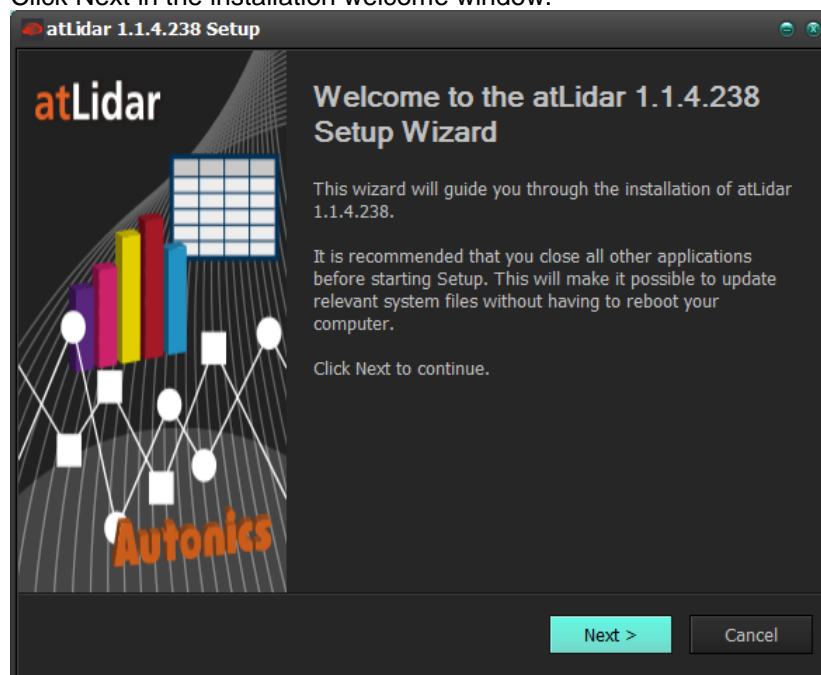 Click Next in the installation welcome window.
atLidar 1.1.4.238 Setup
atLidar
Welcome to the atLidar 1.1.4.238
Setup Wizard
This wizard will guide you through the installation of atLidar
1.1.4.238.
It is recommended that you close all other applications
before starting Setup. This will make it possible to update
relevant system files without having to reboot your
computer.
Click Next to continue.
Autonics
Next >
Cancel